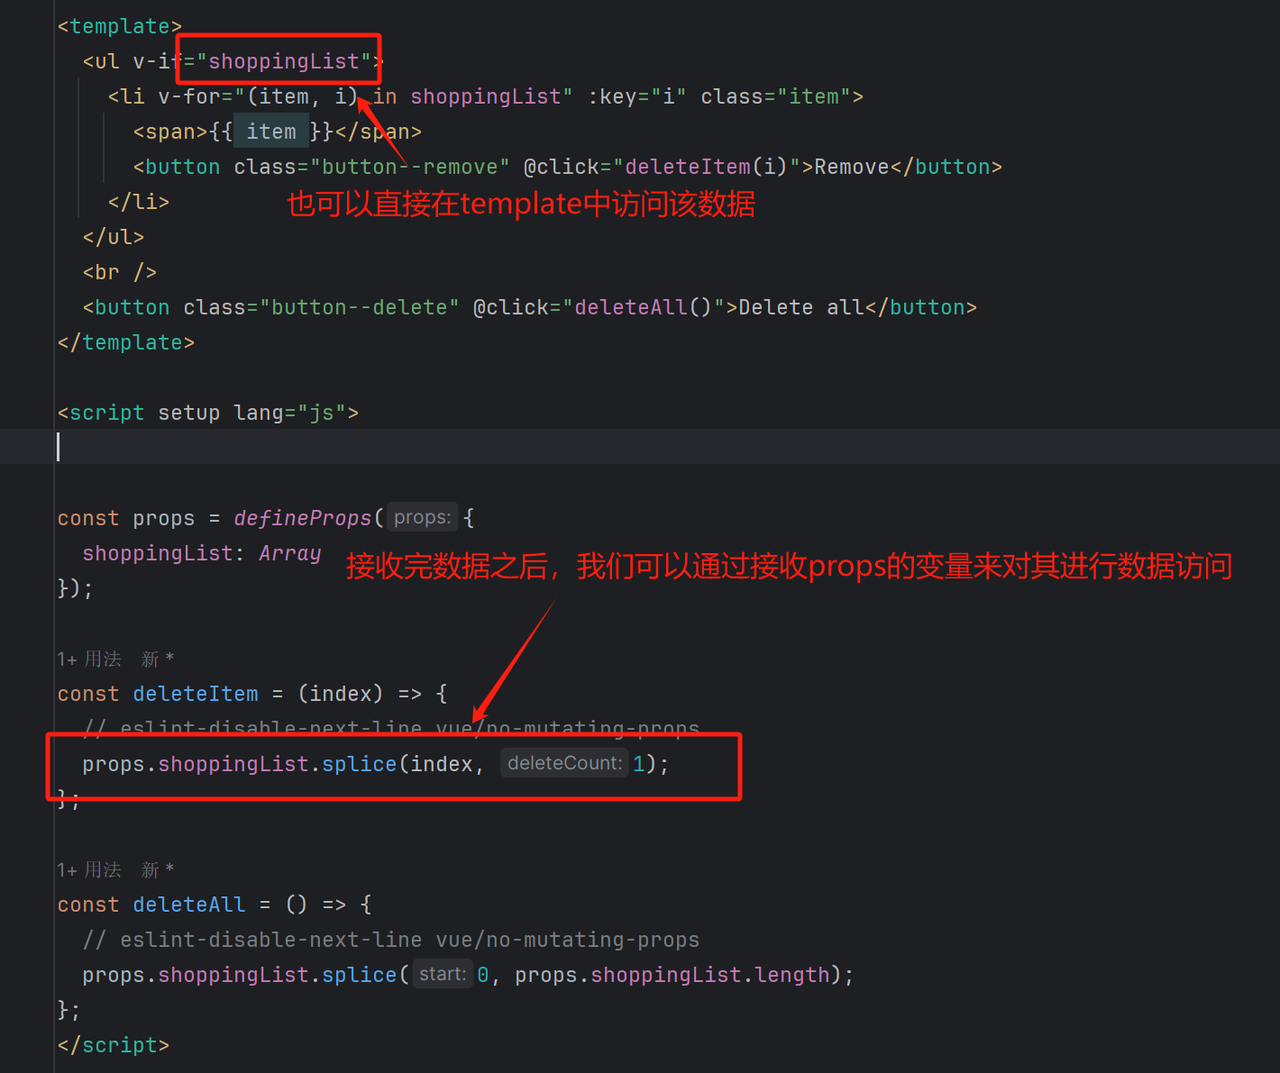 <template>
<ul v-if="shoppingList">
<li v-for="(item, i) in shoppingList" :key="i" class="item">
<span>{{ item }}</span>
<button class="button--remove" @click="deleteItem(i)">Remove</button>
</li>
也可以直接在template中访问该数据
</ul>
<br />
<button class="button--delete" @click="deleteAll()">Delete all</button>
</template>
<script setup lang="js">
const props = defineProps( props: {
shoppingList: Array
接收完数据之后，我们可以通过接收props的变量来对其进行数据访问
});
1+ 用法 新 *
const deleteItem = (index) => {
// eslint-disable-next-line vue/no-mutating-props
props.shoppingList.splice(index, deleteCount: 1);
};
1+ 用法 新 *
const deleteAll = () => {
// eslint-disable-next-line vue/no-mutating-props
props.shoppingList.splice( start: 0, props.shoppingList.length);
};
</script>